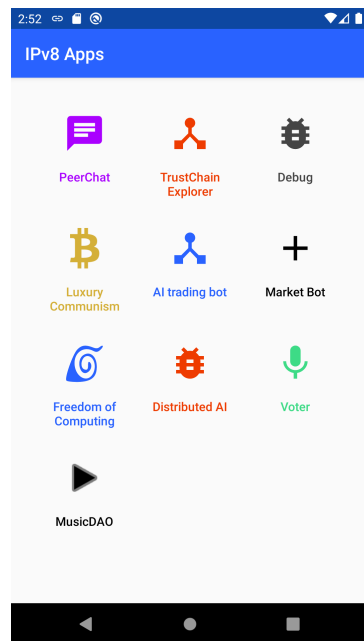 2:52
IPv8 Apps
PeerChat
TrustChain
Explorer
Debug
Luxury
Communism
AI trading bot
Market Bot
Freedom of
Computing
Distributed AI
Voter
MusicDAO